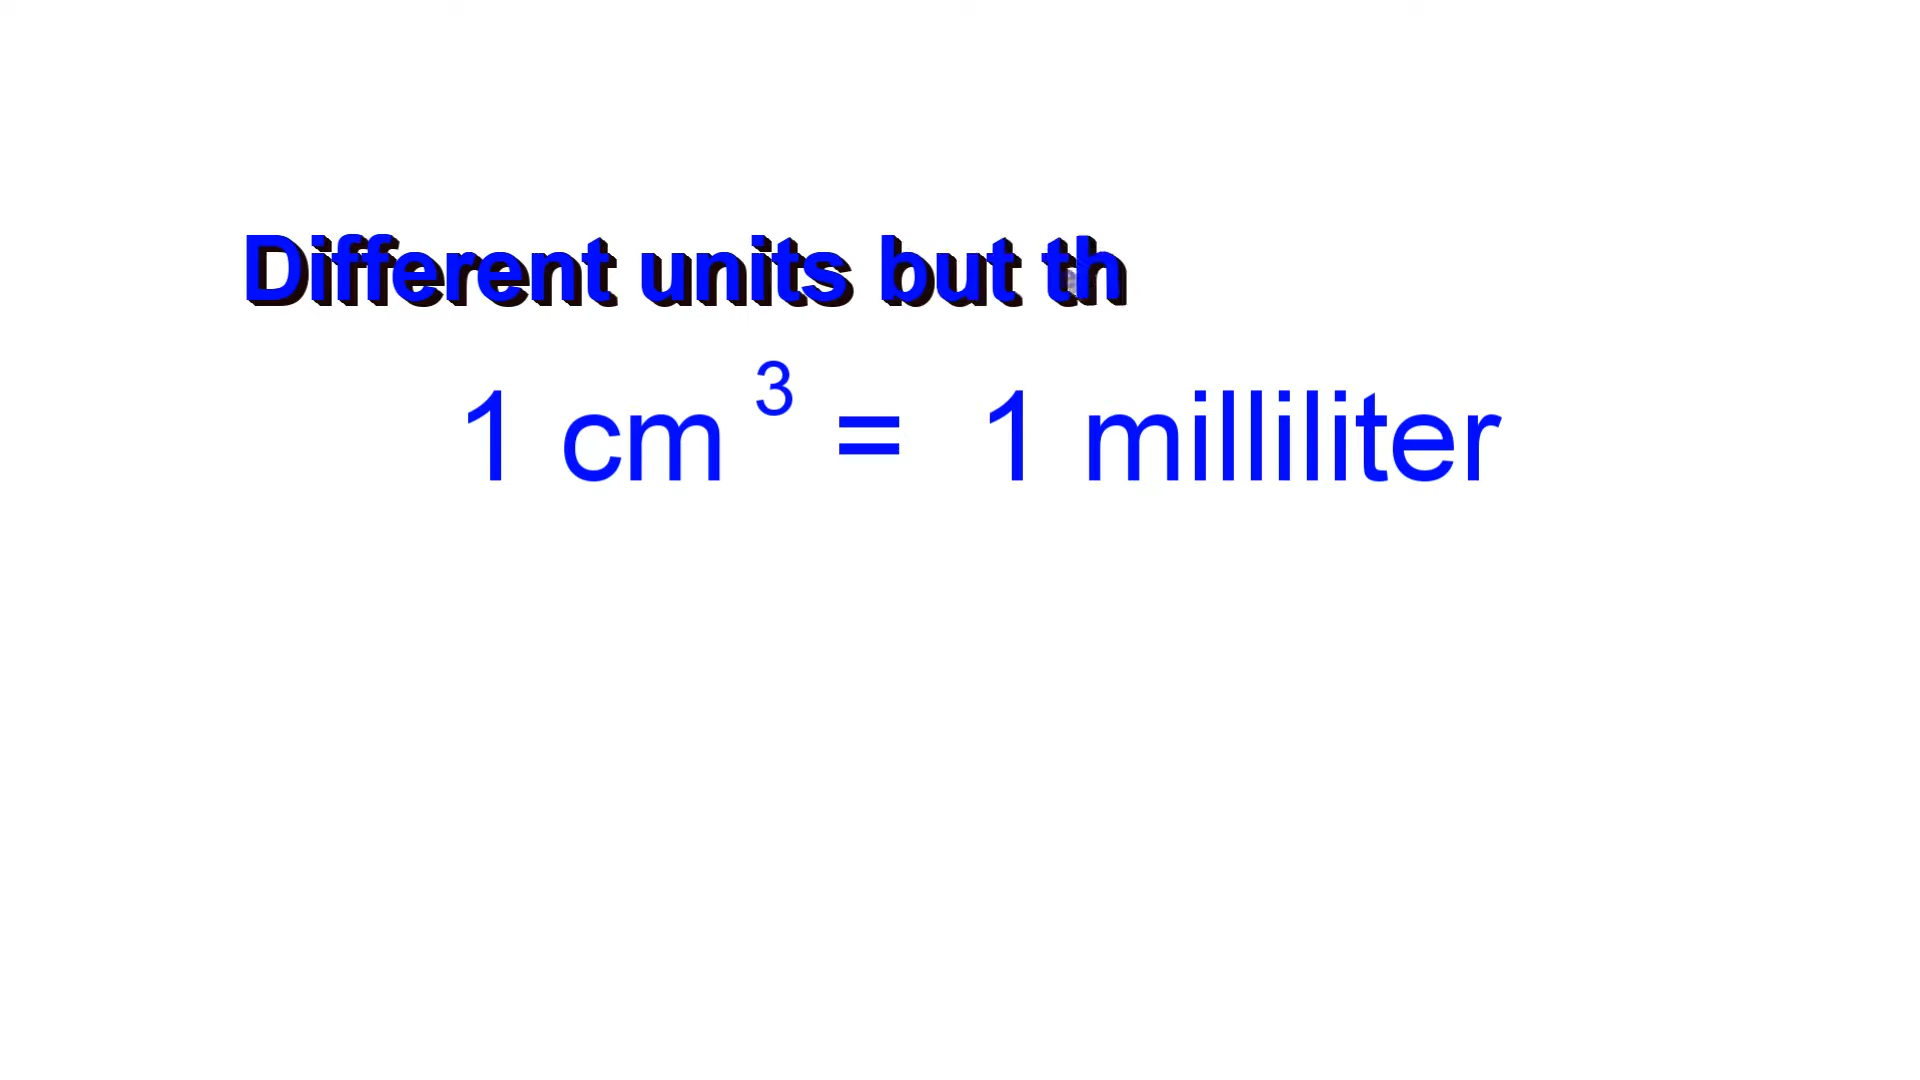 Different units but th
1 cm ³ = 1 milliliter